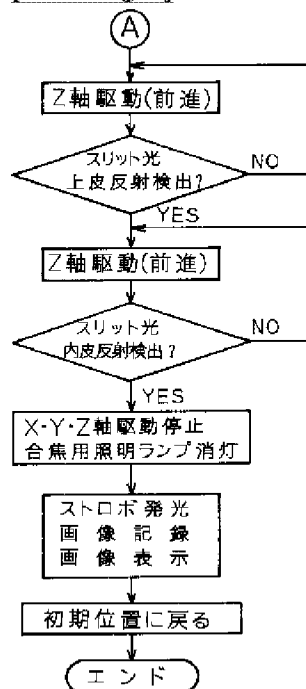 A
Z軸駆動(前進)
スリット光
上皮反射検出?
NO
YES
Z軸駆動(前進)
スリット光
内皮反射検出?
NO
YES
X・Y・Z軸駆動停止
合焦用照明ランプ消灯
ストロボ発光
画像記録
画像表示
初期位置に戻る
エンド